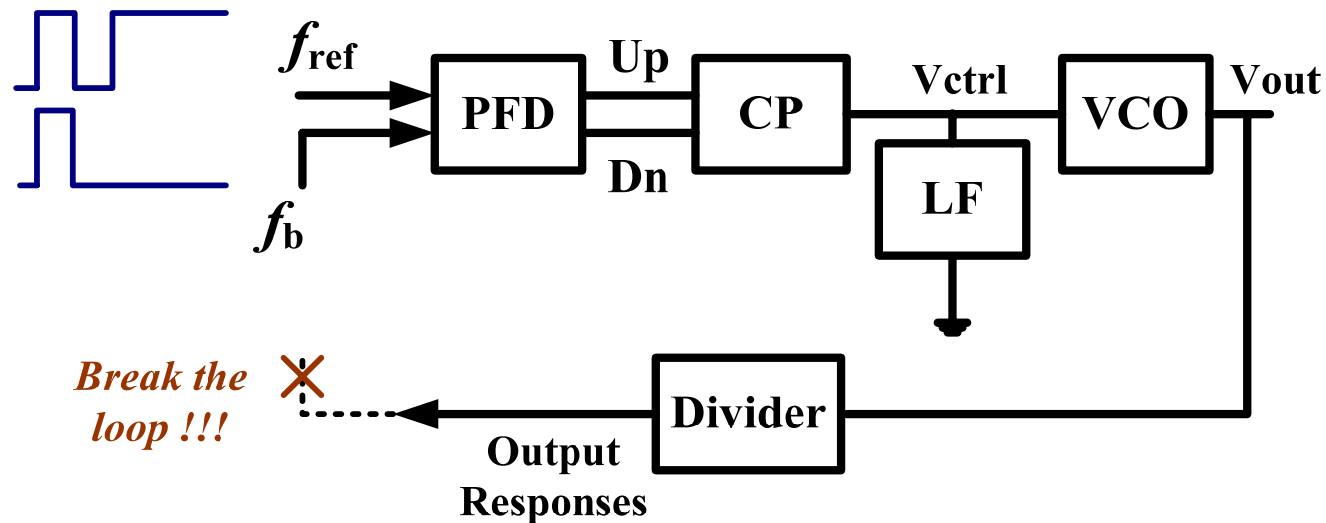 fref
fb
PFD
Up
Dn
CP
Vctrl
LF
VCO
Vout
Break the
loop !!!
Output
Responses
Divider